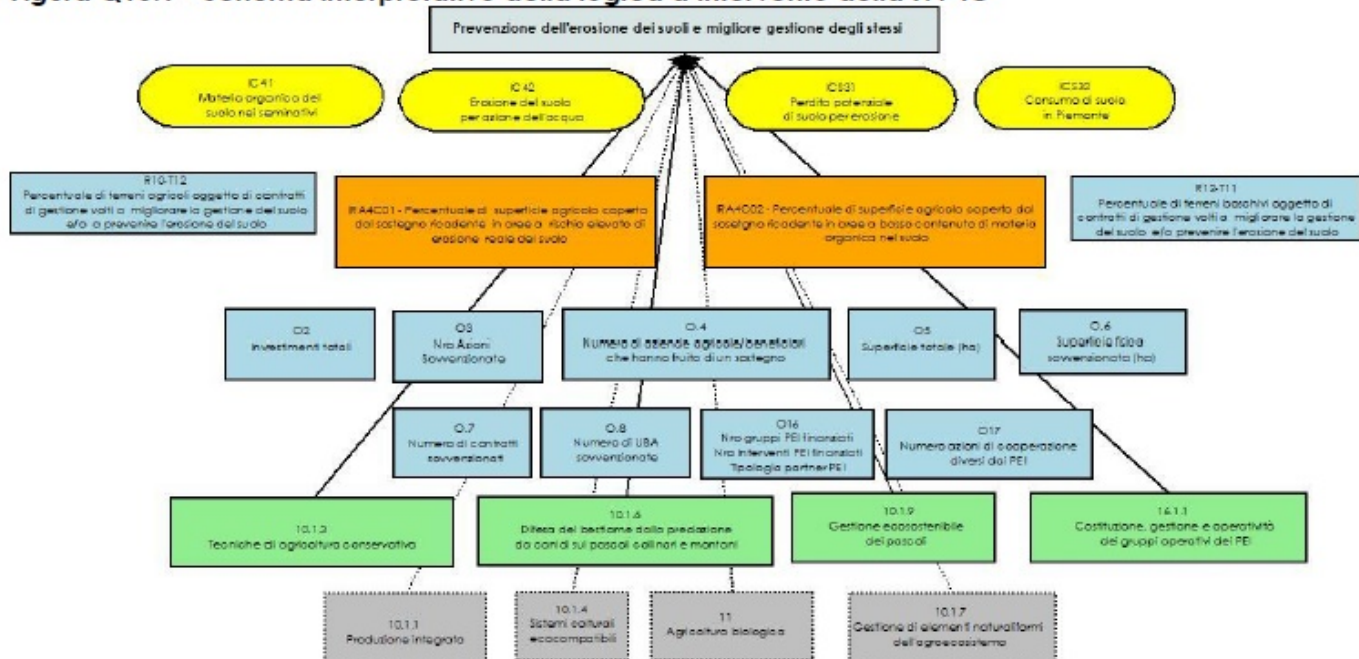 Prevenzione dell'erosione dei suoli e migliore gestione degli stessi
IC41
Materia organica del
suolo nei seminativi
IC42
Erosione del suolo
per azione dell'acqua
ICS31
Perdita potenziale
di suolo per erosione
ICS32
Consumo di suolo
in Piemonte
R10-T12
Percentuale di terreni agricoli oggetto di contratti
di gestione volti a migliorare la gestione del suolo
e/o a prevenire l'erosione del suolo
IRA4C01 - Percentuale di superficie agricola coperta
dal sostegno ricadente in aree a rischio elevato di
erosione reale del suolo
IRA4C02 - Percentuale di superficie agricola coperta dal
sostegno ricadente in aree a basso contenuto di materia
organica nel suolo
R13-T11
Percentuale di terreni boschivi oggetto di
contratti di gestione volti a migliorare la gestione
del suolo e/o prevenire l'erosione del suolo
O2
Investimenti totali
O3
Nro Azioni
Sovvenzionate
O.4
Numero di aziende agricole/beneficiari
che hanno fruito di un sostegno
O5
Superficie totale (ha)
O.6
Superficie fisica
sovvenzionata (ha)
O.7
Numero di contratti
sovvenzionati
O.8
Numero di UBA
sovvenzionate
O16
Nro gruppi PEI finanziati
Nro Interventi PEI finanziati
Tipologia partner PEI
O17
Numero azioni di cooperazione
diversi dai PEI
10.1.3
Tecniche di agricoltura conservativa
10.1.6
Difesa del bestiame dalla predazione
da canidi sui pascoli collinari e montani
10.1.9
Gestione ecosostenibile
dei pascoli
16.1.1
Costituzione, gestione e operatività
dei gruppi operativi dei PEI
10.1.1
Produzione integrata
10.1.4
Sistemi colturali
ecocompatibili
11
Agricoltura biologica
10.1.7
Gestione di elementi naturaliformi
dell'agroecosistema